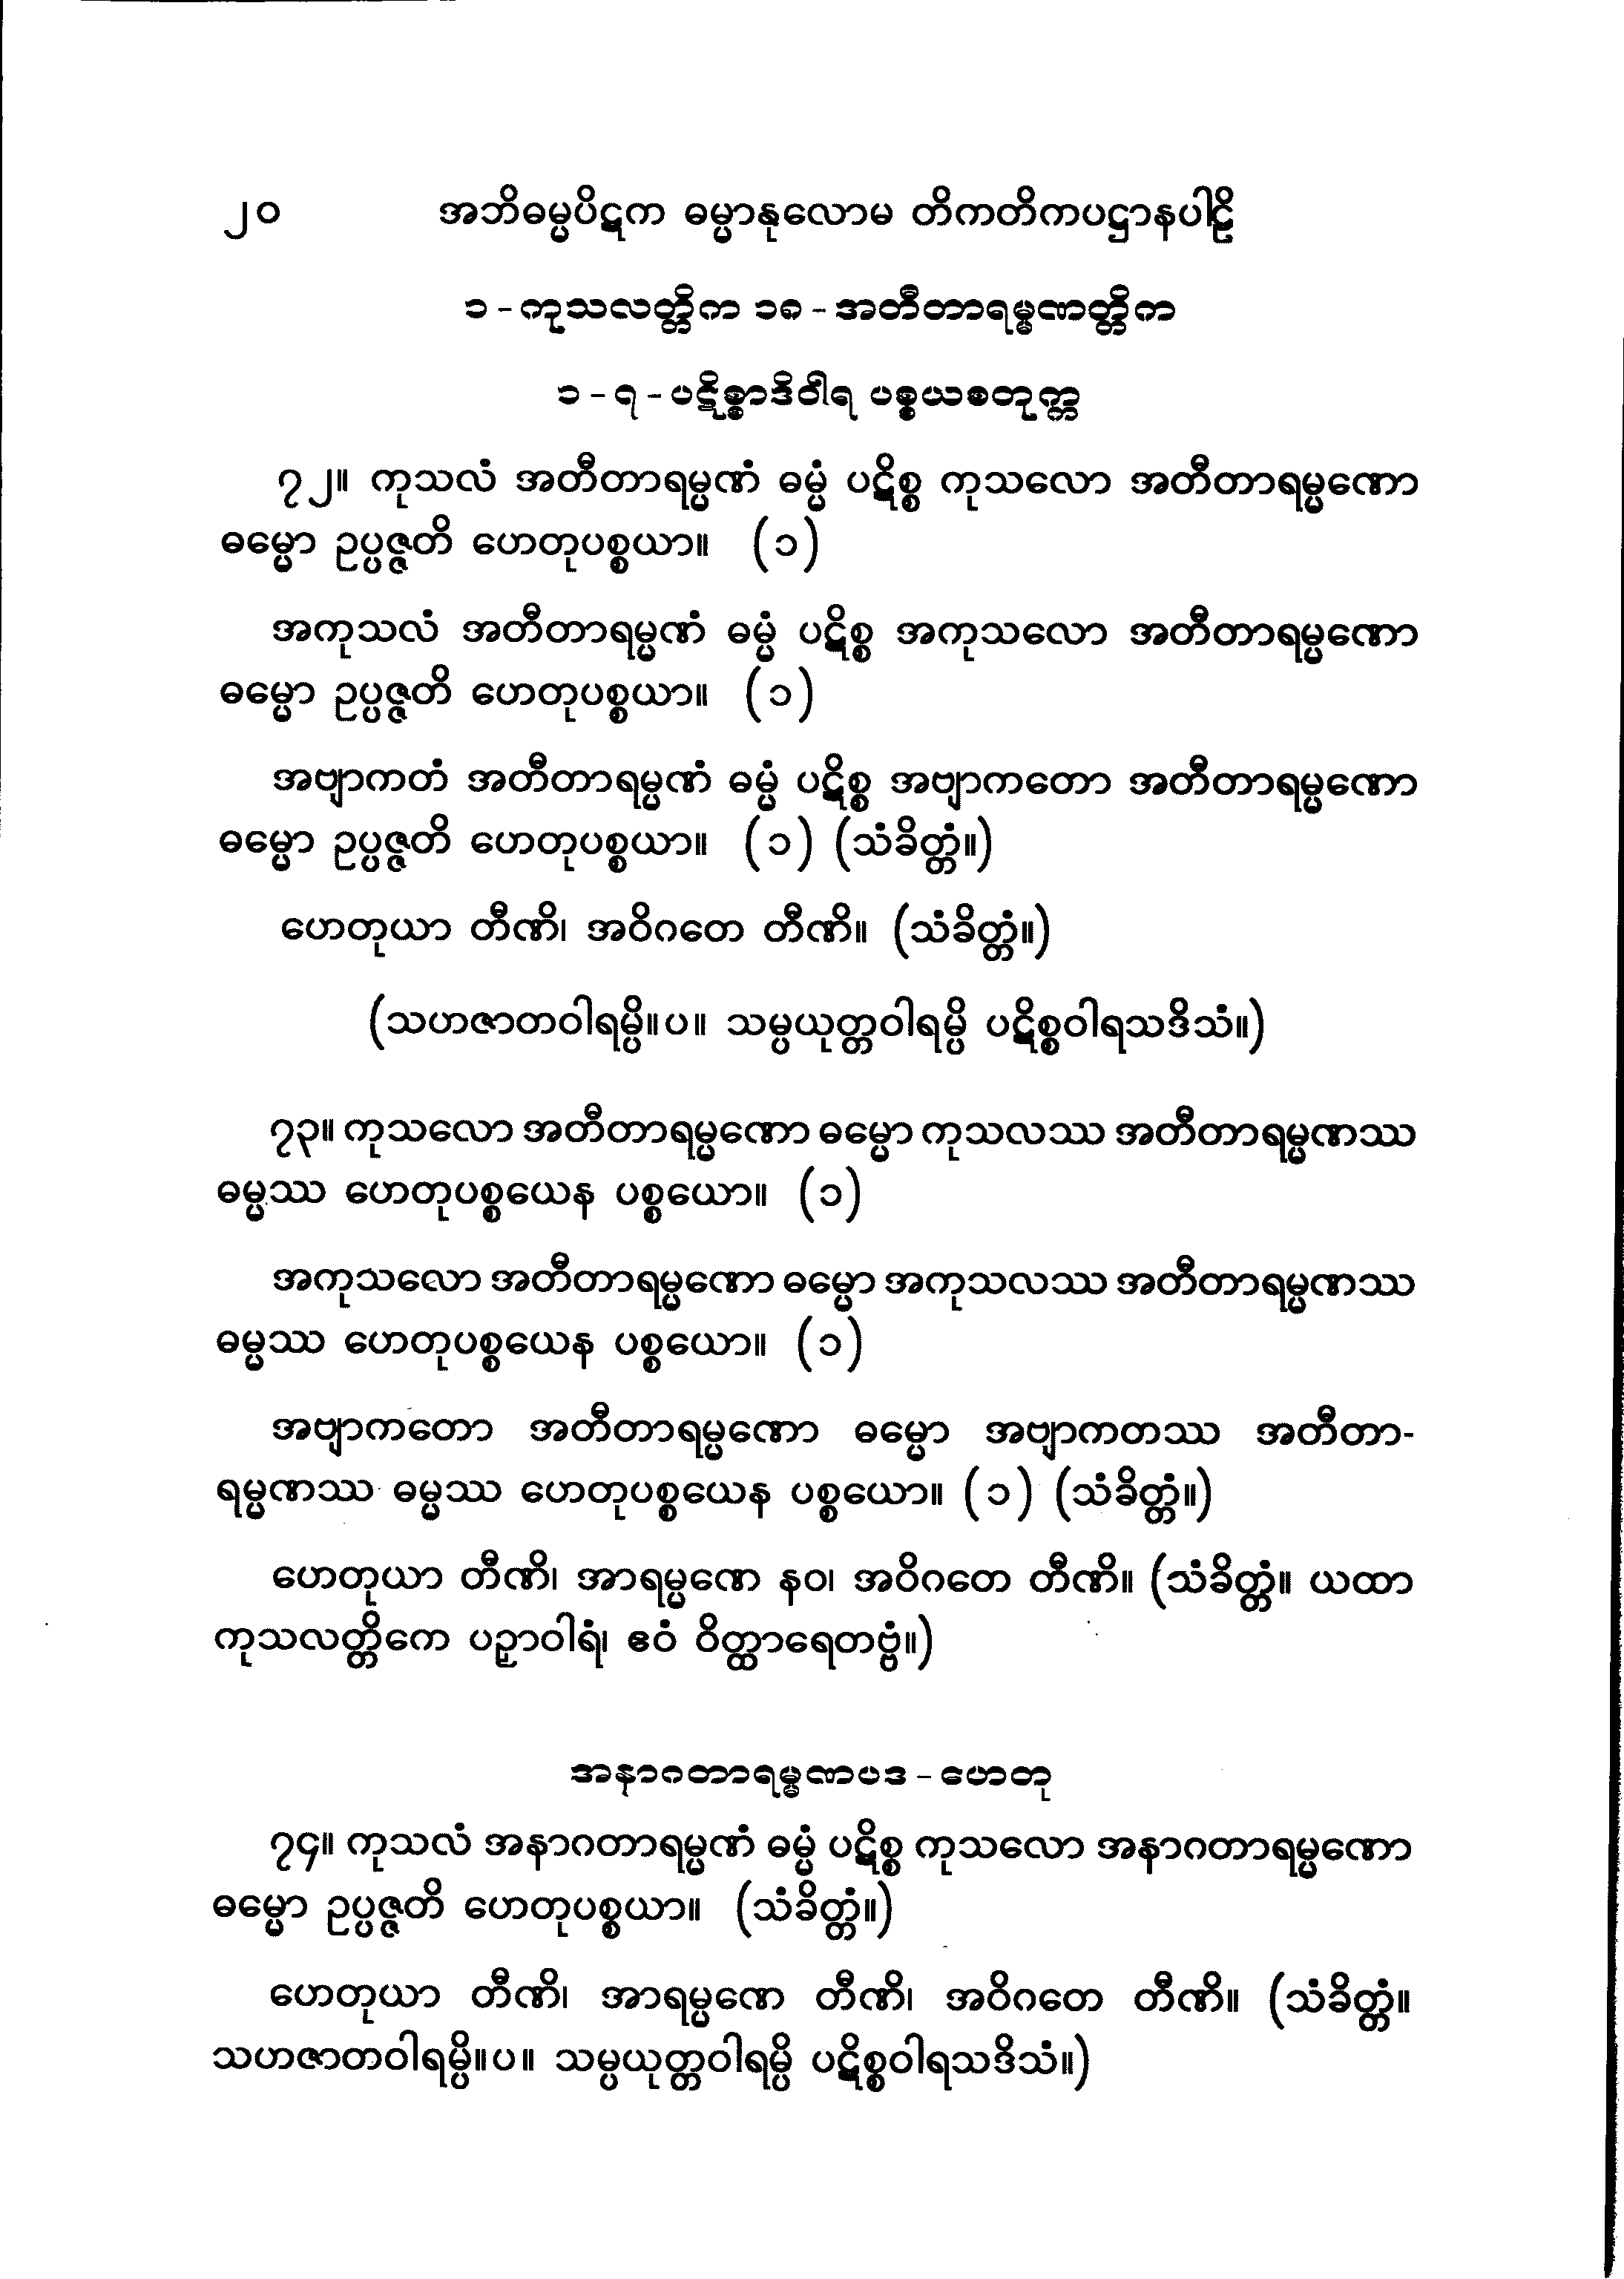 ၂၀ အဘိဓမ္မပိဋက ဓမ္မာနုလောမ တိကတိကပဋ္ဌာနပါဠိ
၁ - ကုသလတ္တိက ၁၈ - အတီတာရမ္မဏတ္တိက
၁ - ၇ - ပဋိစ္စာဒိဝါရ ပစ္စယစတုက္က
၇၂။ ကုသလံ အတီတာရမ္မဏံ ဓမ္မံ ပဋိစ္စ ကုသလော အတီတာရမ္မဏော
ဓမ္မော ဥပ္ပဇ္ဇတိ ဟေတုပစ္စယာ။ (၁)
အကုသလံ အတီတာရမ္မဏံ ဓမ္မံ ပဋိစ္စ အကုသလော အတီတာရမ္မဏော
ဓမ္မော ဥပ္ပဇ္ဇတိ ဟေတုပစ္စယာ။ (၁)
အဗျာကတံ အတီတာရမ္မဏံ ဓမ္မံ ပဋိစ္စ အဗျာကတော အတီတာရမ္မဏော
ဓမ္မော ဥပ္ပဇ္ဇတိ ဟေတုပစ္စယာ။ (၁) (သံခိတ္တံ။)
ဟေတုယာ တီဏိ၊ အဝိဂတေ တီဏိ။ (သံခိတ္တံ။)
(သဟဇာတဝါရမ္ပိ။ပ။ သမ္ပယုတ္တဝါရမ္ပိ ပဋိစ္စဝါရသဒိသံ။)
၇၃။ ကုသလော အတီတာရမ္မဏော ဓမ္မော ကုသလဿ အတီတာရမ္မဏဿ
ဓမ္မဿ ဟေတုပစ္စယေန ပစ္စယော။ (၁)
အကုသလော အတီတာရမ္မဏော ဓမ္မော အကုသလဿ အတီတာရမ္မဏဿ
ဓမ္မဿ ဟေတုပစ္စယေန ပစ္စယော။ (၁)
အဗျာကတော အတီတာရမ္မဏော ဓမ္မော အဗျာကတဿ အတီတာ-
ရမ္မဏဿ ဓမ္မဿ ဟေတုပစ္စယေန ပစ္စယော။ (၁) (သံခိတ္တံ။)
ဟေတုယာ တီဏိ၊ အာရမ္မဏေ နဝ၊ အဝိဂတေ တီဏိ။ (သံခိတ္တံ။ ယထာ
ကုသလတ္တိကေ ပဉှာဝါရံ၊ ဧဝံ ဝိတ္ထာရေတဗ္ဗံ။)
အနာဂတာရမ္မဏပဒ - ဟေတု
၇၄။ ကုသလံ အနာဂတာရမ္မဏံ ဓမ္မံ ပဋိစ္စ ကုသလော အနာဂတာရမ္မဏော
ဓမ္မော ဥပ္ပဇ္ဇတိ ဟေတုပစ္စယာ။ (သံခိတ္တံ။)
ဟေတုယာ တီဏိ၊ အာရမ္မဏေ တီဏိ၊ အဝိဂတေ တီဏိ။ (သံခိတ္တံ။
သဟဇာတဝါရမ္ပိ။ပ။ သမ္ပယုတ္တဝါရမ္ပိ ပဋိစ္စဝါရသဒိသံ။)